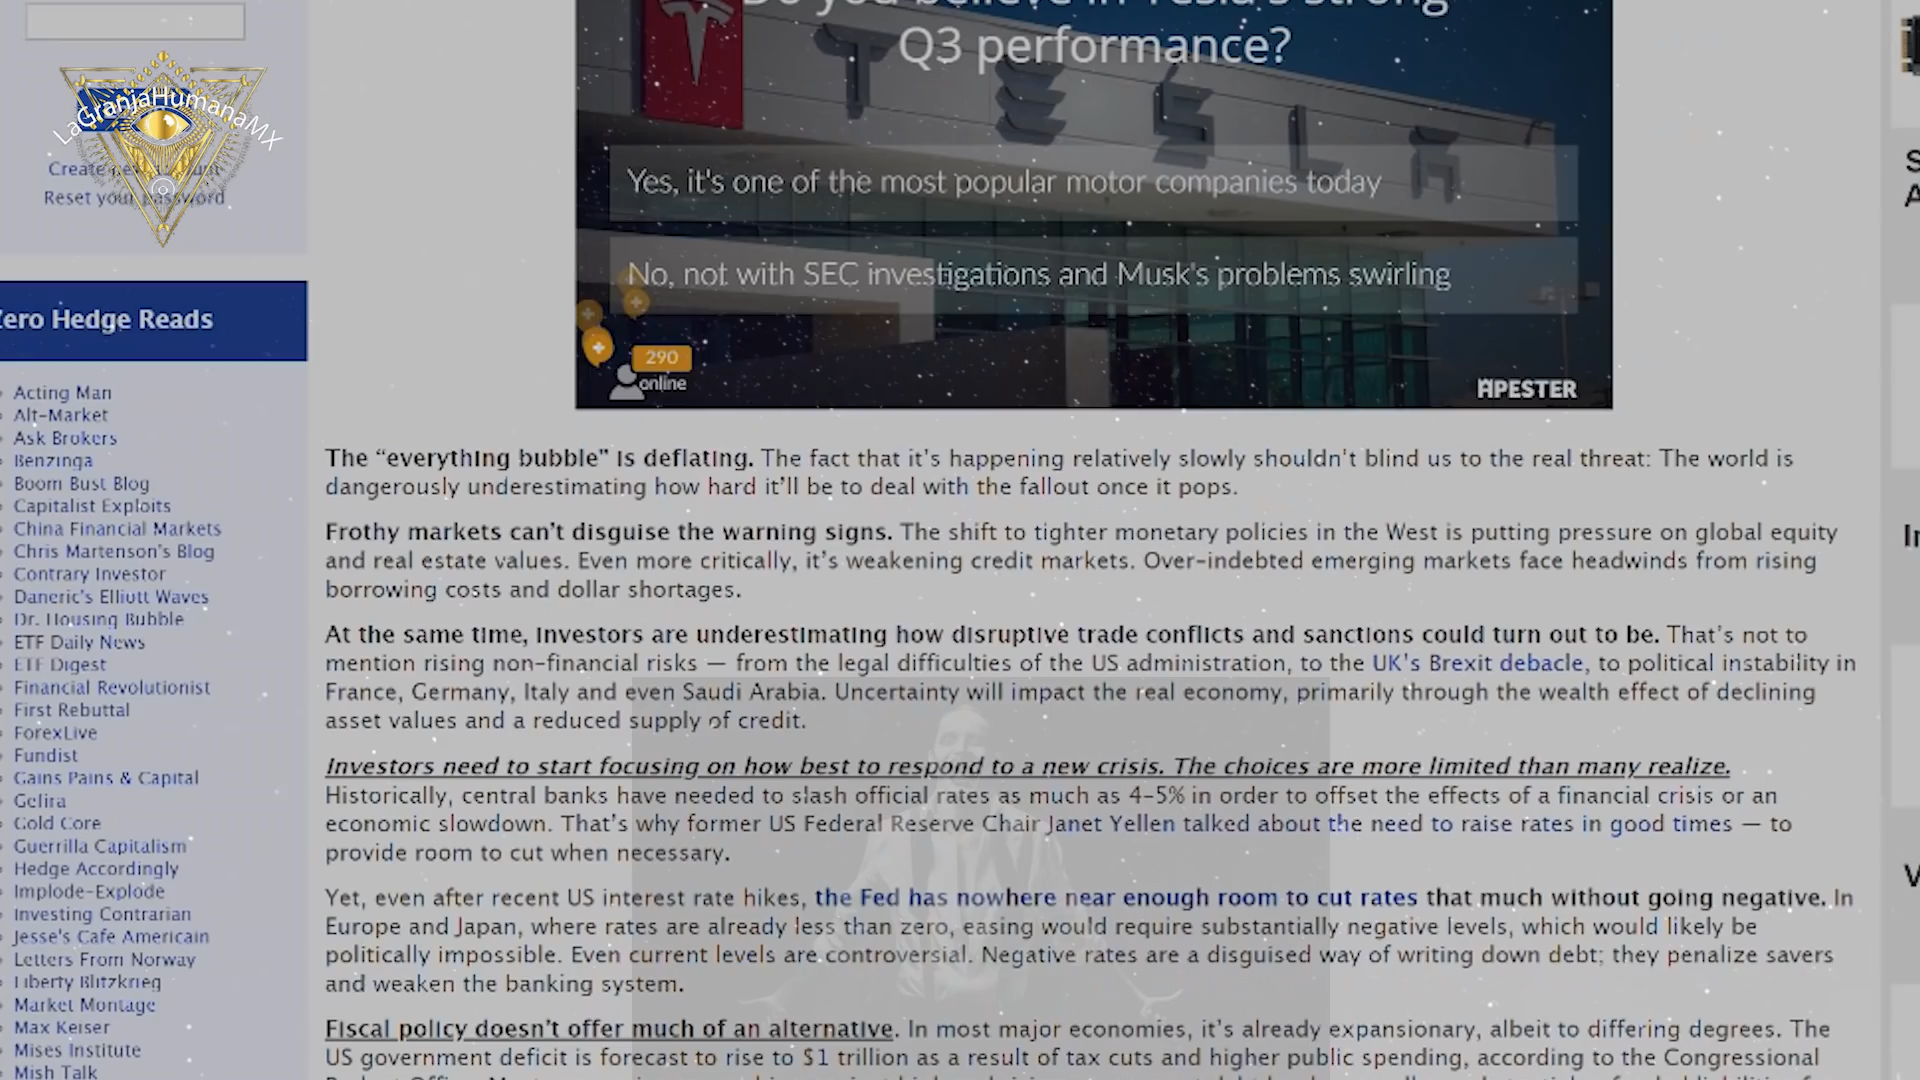 LaGranjaHumanaMX
Create
Reset your password
Zero Hedge Reads
Acting Man
Alt-Market
Ask Brokers
Benzinga
Boom Bust Blog
Capitalist Exploits
China Financial Markets
Chris Martenson's Blog
Contrary Investor
Daneric's Elliott Waves
Dr. Housing Bubble
ETF Daily News
ETF Digest
Financial Revolutionist
First Rebuttal
ForexLive
Fundist
Gains Pains & Capital
Gefira
Gold Core
Guerrilla Capitalism
Hedge Accordingly
Implode-Explode
Investing Contrarian
Jesse's Cafe Americain
Letters From Norway
Liberty Blitzkrieg
Market Montage
Max Keiser
Mises Institute
Mish Talk
Do you believe in Tesla's strong
Q3 performance?
TESLA
Yes, it's one of the most popular motor companies today
No, not with SEC investigations and Musk's problems swirling
290
online
APESTER
The “everything bubble” is deflating. The fact that it's happening relatively slowly shouldn't blind us to the real threat: The world is
dangerously underestimating how hard it'll be to deal with the fallout once it pops.
Frothy markets can't disguise the warning signs. The shift to tighter monetary policies in the West is putting pressure on global equity
and real estate values. Even more critically, it's weakening credit markets. Over-indebted emerging markets face headwinds from rising
borrowing costs and dollar shortages.
At the same time, investors are underestimating how disruptive trade conflicts and sanctions could turn out to be. That's not to
mention rising non-financial risks — from the legal difficulties of the US administration, to the UK's Brexit debacle, to political instability in
France, Germany, Italy and even Saudi Arabia. Uncertainty will impact the real economy, primarily through the wealth effect of declining
asset values and a reduced supply of credit.
Investors need to start focusing on how best to respond to a new crisis. The choices are more limited than many realize.
Historically, central banks have needed to slash official rates as much as 4-5% in order to offset the effects of a financial crisis or an
economic slowdown. That's why former US Federal Reserve Chair Janet Yellen talked about the need to raise rates in good times — to
provide room to cut when necessary.
Yet, even after recent US interest rate hikes, the Fed has nowhere near enough room to cut rates that much without going negative. In
Europe and Japan, where rates are already less than zero, easing would require substantially negative levels, which would likely be
politically impossible. Even current levels are controversial. Negative rates are a disguised way of writing down debt; they penalize savers
and weaken the banking system.
Fiscal policy doesn't offer much of an alternative. In most major economies, it's already expansionary, albeit to differing degrees. The
US government deficit is forecast to rise to $1 trillion as a result of tax cuts and higher public spending, according to the Congressional